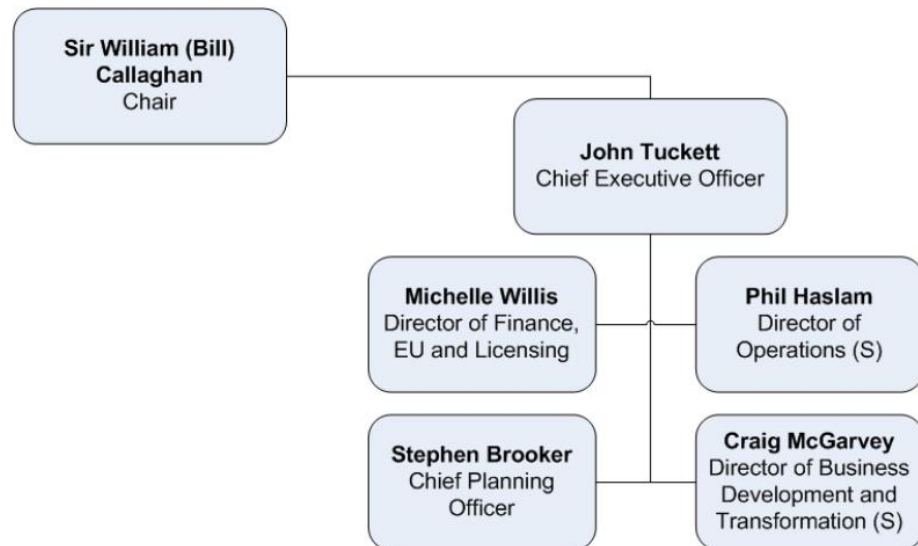 Sir William (Bill)
Callaghan
Chair
John Tuckett
Chief Executive Officer
Michelle Willis
Director of Finance,
EU and Licensing
Phil Haslam
Director of
Operations (S)
Stephen Brooker
Chief Planning
Officer
Craig McGarvey
Director of Business
Development and
Transformation (S)